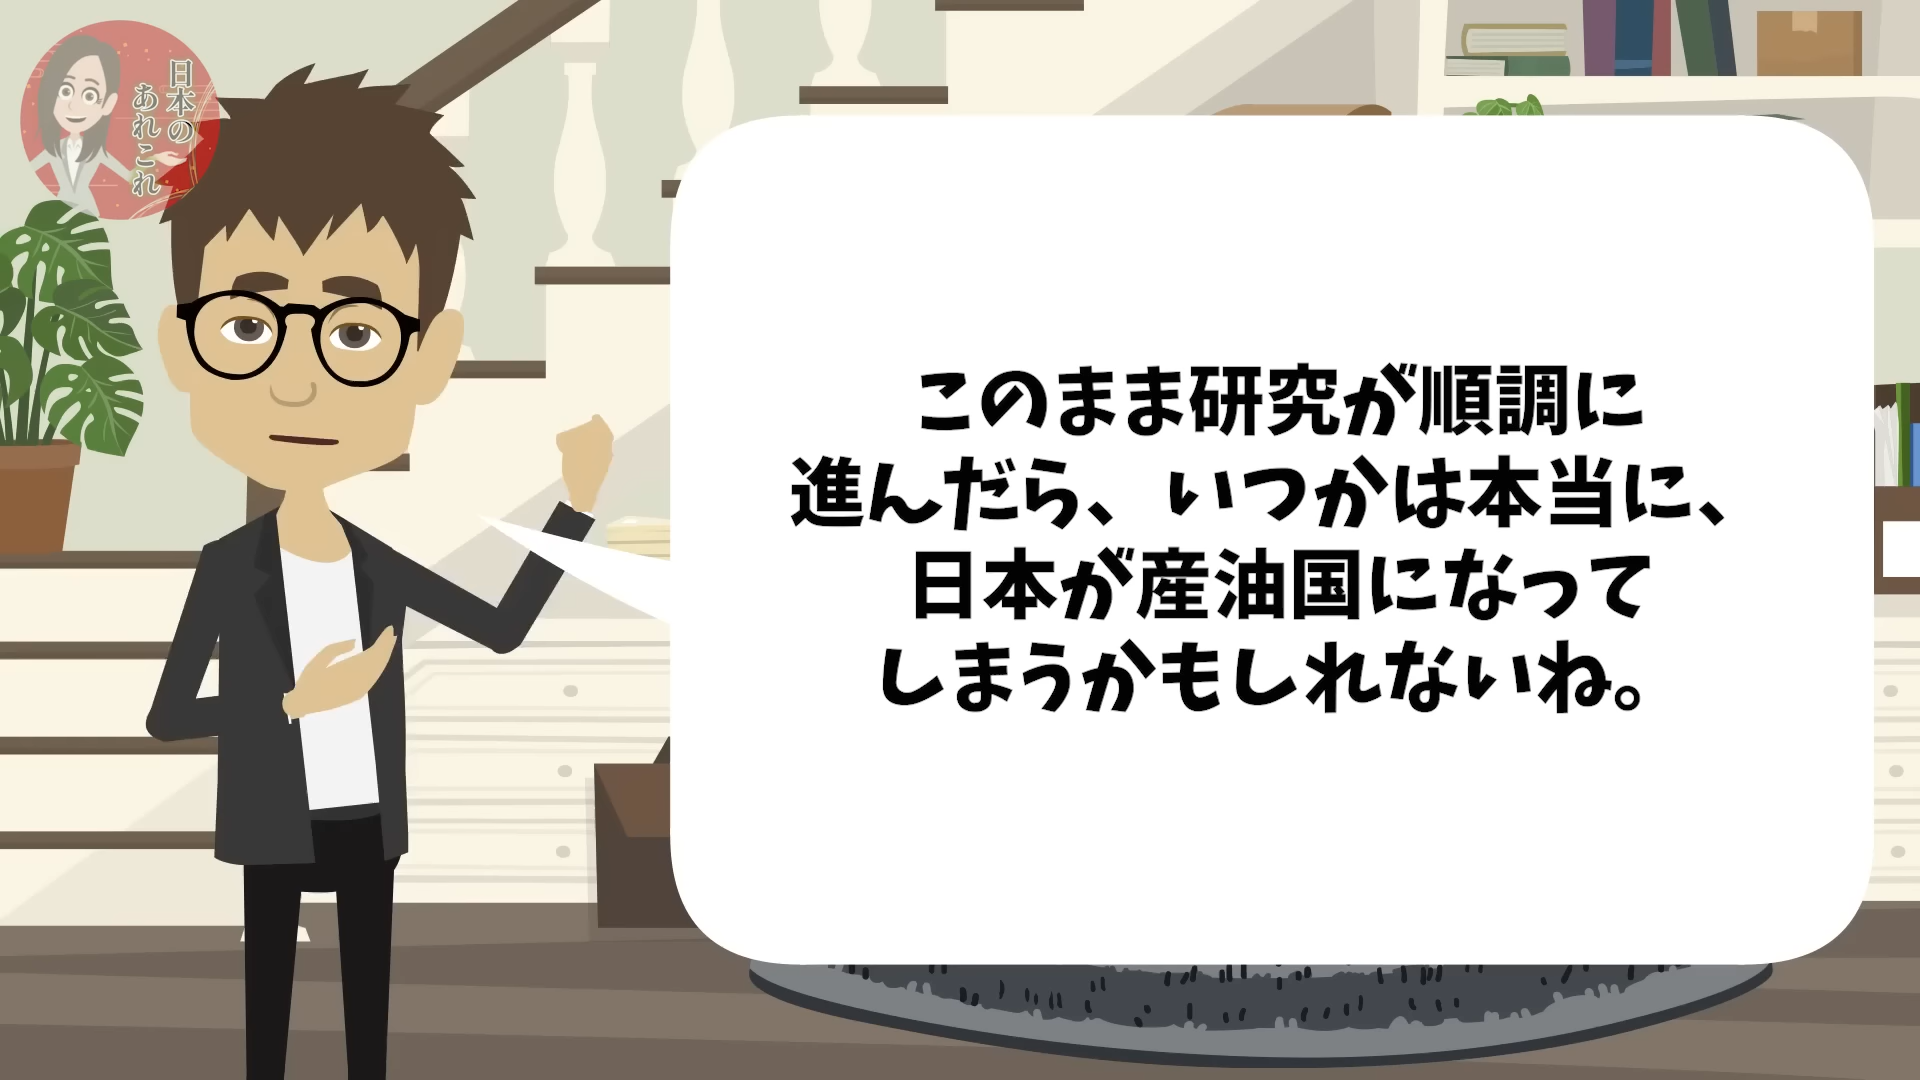 日本の
あれこれ
このまま研究が順調に
進んだら、いつかは本当に、
日本が産油国になって
しまうかもしれないね。